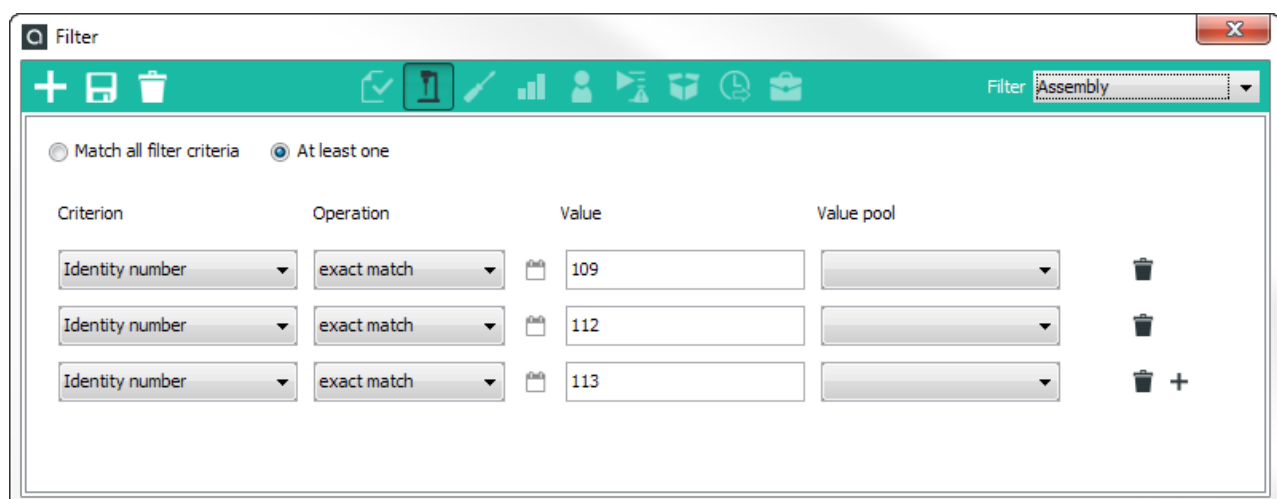 Filter
Filter Assembly
Match all filter criteria At least one
Criterion Operation Value Value pool
Identity number exact match 109
Identity number exact match 112
Identity number exact match 113